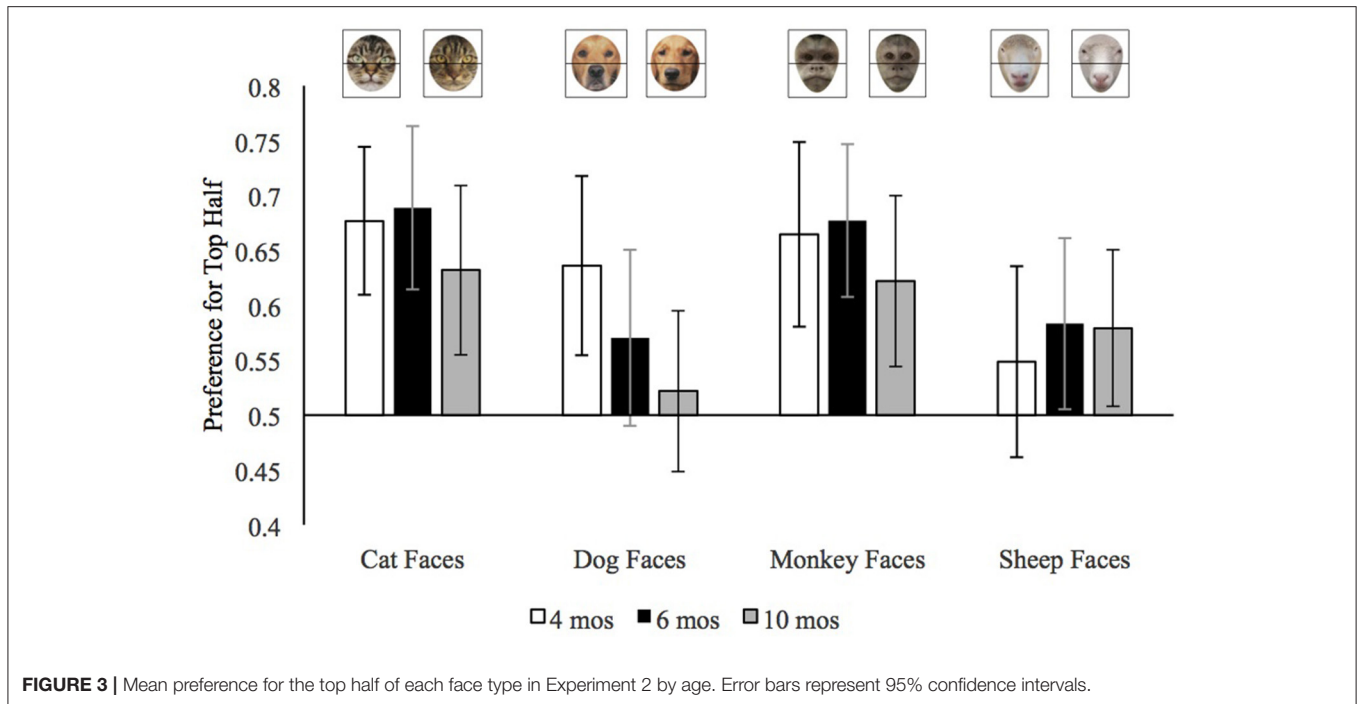 0.8
0.75
0.7
0.65
0.6
0.55
0.5
0.45
0.4
Preference for Top Half
Cat Faces Dog Faces Monkey Faces Sheep Faces
4 mos 6 mos 10 mos
FIGURE 3 | Mean preference for the top half of each face type in Experiment 2 by age. Error bars represent 95% confidence intervals.